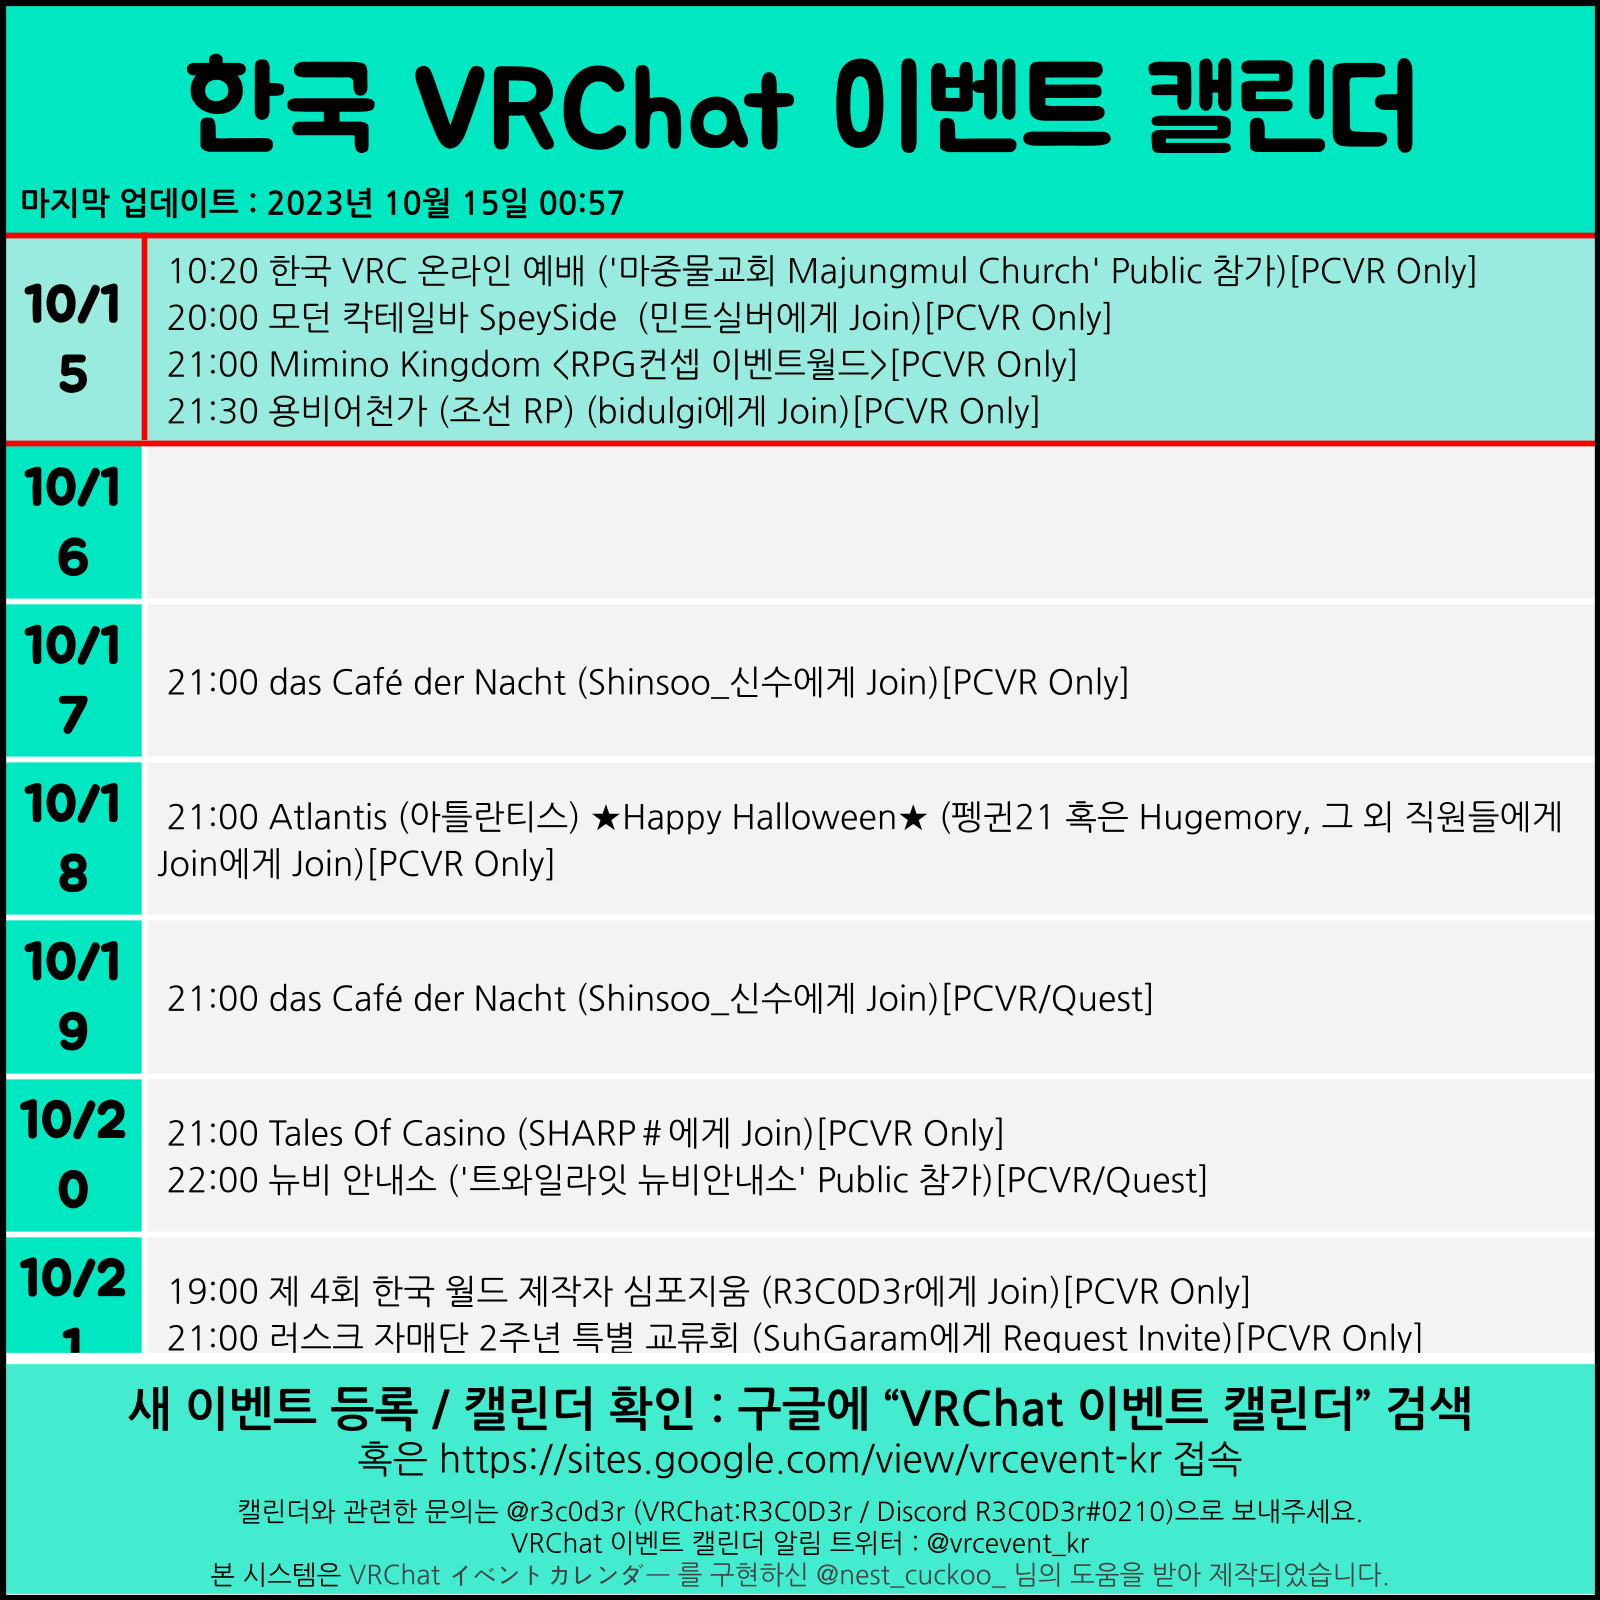 한국 VRChat 이벤트 캘린더
마지막 업데이트 : 2023년 10월 15일 00:57
10/1
5
10:20 한국 VRC 온라인 예배 ('마중물교회 Majungmul Church' Public 참가)[PCVR Only]
20:00 모던 칵테일바 SpeySide  (민트실버에게 Join)[PCVR Only]
21:00 Mimino Kingdom <RPG컨셉 이벤트월드>[PCVR Only]
21:30 용비어천가 (조선 RP) (bidulgi에게 Join)[PCVR Only]
10/1
6
10/1
7
21:00 das Café der Nacht (Shinsoo_신수에게 Join)[PCVR Only]
10/1
8
21:00 Atlantis (아틀란티스) ★Happy Halloween★ (펭귄21 혹은 Hugemory, 그 외 직원들에게
Join에게 Join)[PCVR Only]
10/1
9
21:00 das Café der Nacht (Shinsoo_신수에게 Join)[PCVR/Quest]
10/2
0
21:00 Tales Of Casino (SHARP＃에게 Join)[PCVR Only]
22:00 뉴비 안내소 ('트와일라잇 뉴비안내소' Public 참가)[PCVR/Quest]
10/2
1
19:00 제 4회 한국 월드 제작자 심포지움 (R3C0D3r에게 Join)[PCVR Only]
21:00 러스크 자매단 2주년 특별 교류회 (SuhGaram에게 Request Invite)[PCVR Only]
새 이벤트 등록 / 캘린더 확인 : 구글에 “VRChat 이벤트 캘린더” 검색
혹은 https://sites.google.com/view/vrcevent-kr 접속
캘린더와 관련한 문의는 @r3c0d3r (VRChat:R3C0D3r / Discord R3C0D3r#0210)으로 보내주세요.
VRChat 이벤트 캘린더 알림 트위터 : @vrcevent_kr
본 시스템은 VRChat イベントカレンダー 를 구현하신 @nest_cuckoo_ 님의 도움을 받아 제작되었습니다.